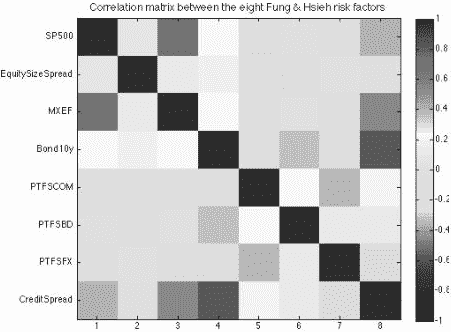 Correlation matrix between the eight Fung & Hsieh risk factors
SP500
EquitySizeSpread
MXEF
Bond10y
PTFSCOM
PTFSBD
PTFSFX
CreditSpread
1 2 3 4 5 6 7 8
1
0.8
0.6
0.4
0.2
0
-0.2
-0.4
-0.6
-0.8
-1